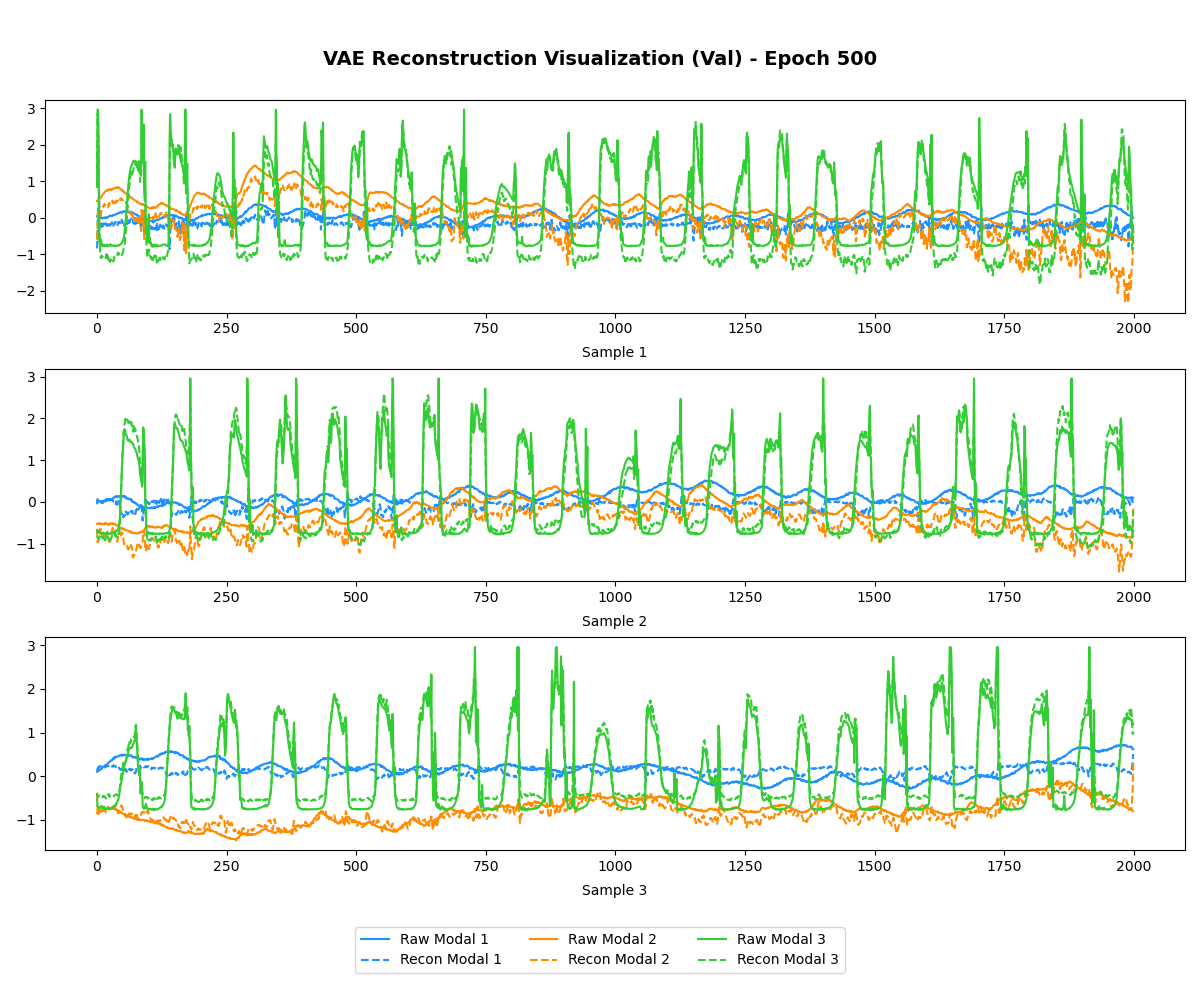 VAE Reconstruction Visualization (Val) - Epoch 500
3
2
1
0
−1
−2
0 250 500 750 1000 1250 1500 1750 2000
Sample 1
3
2
1
0
−1
0 250 500 750 1000 1250 1500 1750 2000
Sample 2
3
2
1
0
−1
0 250 500 750 1000 1250 1500 1750 2000
Sample 3
Raw Modal 1 Raw Modal 2 Raw Modal 3
Recon Modal 1 Recon Modal 2 Recon Modal 3